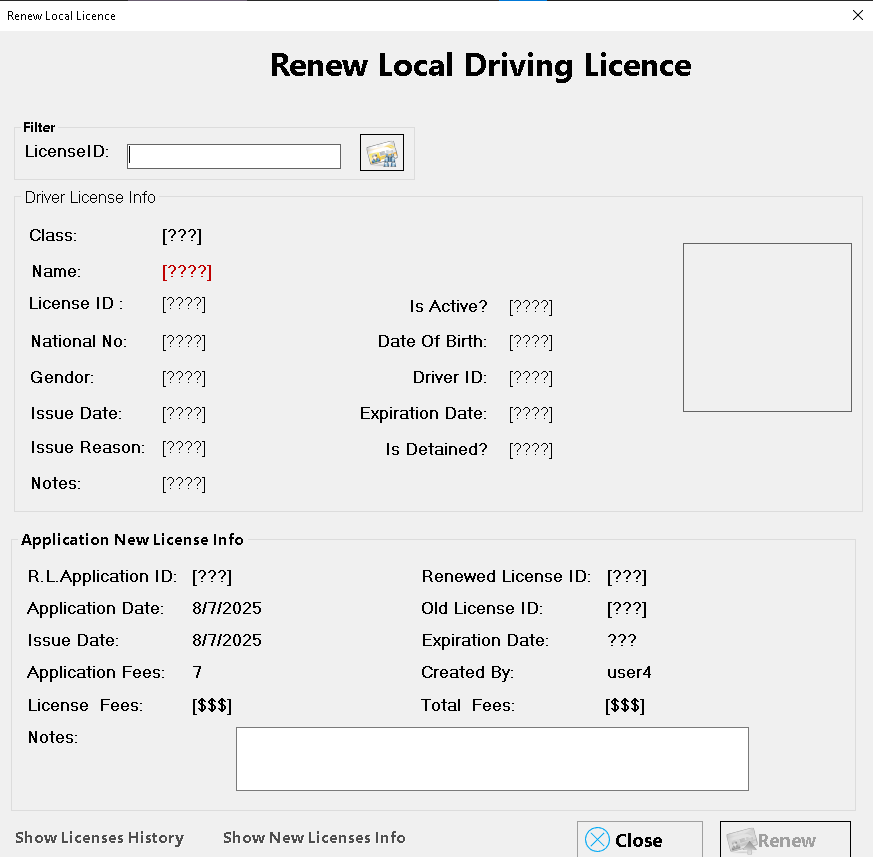 Renew Local Licence
Renew Local Driving Licence
Filter
LicenseID:
Driver License Info
Class: [???]
Name: [????]
License ID : [????] Is Active? [????]
National No: [????] Date Of Birth: [????]
Gendor: [????] Driver ID: [????]
Issue Date: [????] Expiration Date: [????]
Issue Reason: [????] Is Detained? [????]
Notes: [????]
Application New License Info
R.L.Application ID: [???] Renewed License ID: [???]
Application Date: 8/7/2025 Old License ID: [???]
Issue Date: 8/7/2025 Expiration Date: ???
Application Fees: 7 Created By: user4
License Fees: [$$$] Total Fees: [$$$]
Notes:
Show Licenses History Show New Licenses Info Close Renew